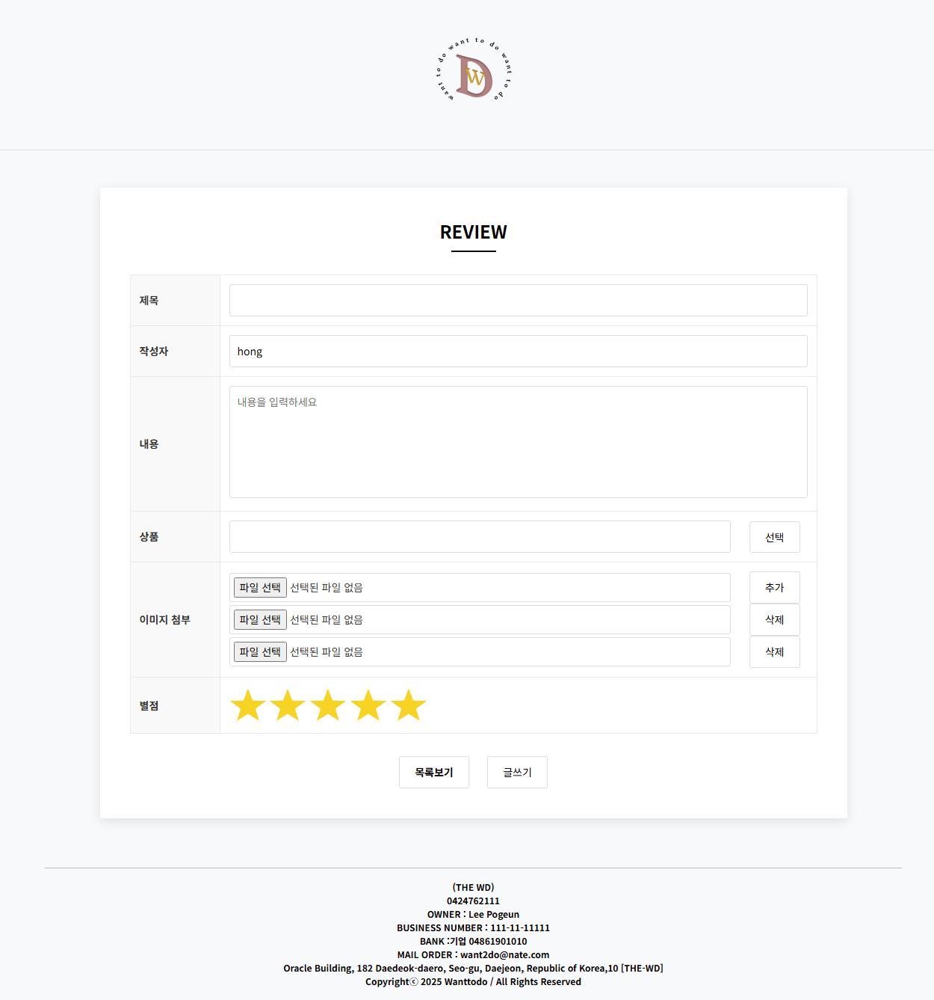 want to do want to do want to do
D
W
REVIEW
제목
작성자
hong
내용
내용을 입력하세요
상품
선택
이미지 첨부
파일 선택 선택된 파일 없음
추가
파일 선택 선택된 파일 없음
삭제
파일 선택 선택된 파일 없음
삭제
별점
목록보기
글쓰기
(THE WD)
0424762111
OWNER : Lee Pogeun
BUSINESS NUMBER : 111-11-11111
BANK :기업 04861901010
MAIL ORDER : want2do@nate.com
Oracle Building, 182 Daedeok-daero, Seo-gu, Daejeon, Republic of Korea,10 [THE-WD]
Copyrightⓒ 2025 Wanttodo / All Rights Reserved